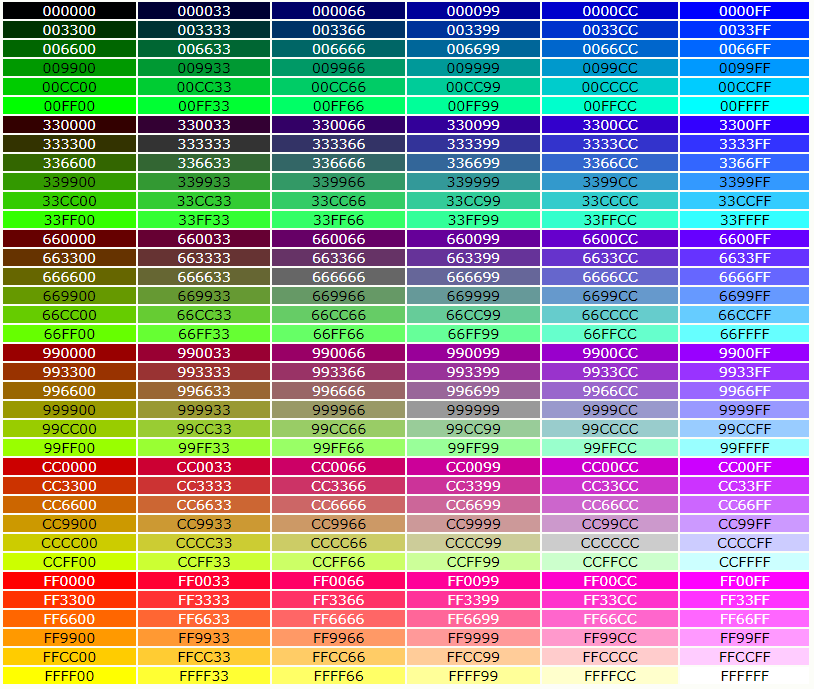 000000 000033 000066 000099 0000CC 0000FF
003300 003333 003366 003399 0033CC 0033FF
006600 006633 006666 006699 0066CC 0066FF
009900 009933 009966 009999 0099CC 0099FF
00CC00 00CC33 00CC66 00CC99 00CCCC 00CCFF
00FF00 00FF33 00FF66 00FF99 00FFCC 00FFFF
330000 330033 330066 330099 3300CC 3300FF
333300 333333 333366 333399 3333CC 3333FF
336600 336633 336666 336699 3366CC 3366FF
339900 339933 339966 339999 3399CC 3399FF
33CC00 33CC33 33CC66 33CC99 33CCCC 33CCFF
33FF00 33FF33 33FF66 33FF99 33FFCC 33FFFF
660000 660033 660066 660099 6600CC 6600FF
663300 663333 663366 663399 6633CC 6633FF
666600 666633 666666 666699 6666CC 6666FF
669900 669933 669966 669999 6699CC 6699FF
66CC00 66CC33 66CC66 66CC99 66CCCC 66CCFF
66FF00 66FF33 66FF66 66FF99 66FFCC 66FFFF
990000 990033 990066 990099 9900CC 9900FF
993300 993333 993366 993399 9933CC 9933FF
996600 996633 996666 996699 9966CC 9966FF
999900 999933 999966 999999 9999CC 9999FF
99CC00 99CC33 99CC66 99CC99 99CCCC 99CCFF
99FF00 99FF33 99FF66 99FF99 99FFCC 99FFFF
CC0000 CC0033 CC0066 CC0099 CC00CC CC00FF
CC3300 CC3333 CC3366 CC3399 CC33CC CC33FF
CC6600 CC6633 CC6666 CC6699 CC66CC CC66FF
CC9900 CC9933 CC9966 CC9999 CC99CC CC99FF
CCCC00 CCCC33 CCCC66 CCCC99 CCCCCC CCCCFF
CCFF00 CCFF33 CCFF66 CCFF99 CCFFCC CCFFFF
FF0000 FF0033 FF0066 FF0099 FF00CC FF00FF
FF3300 FF3333 FF3366 FF3399 FF33CC FF33FF
FF6600 FF6633 FF6666 FF6699 FF66CC FF66FF
FF9900 FF9933 FF9966 FF9999 FF99CC FF99FF
FFCC00 FFCC33 FFCC66 FFCC99 FFCCCC FFCCFF
FFFF00 FFFF33 FFFF66 FFFF99 FFFFCC FFFFFF